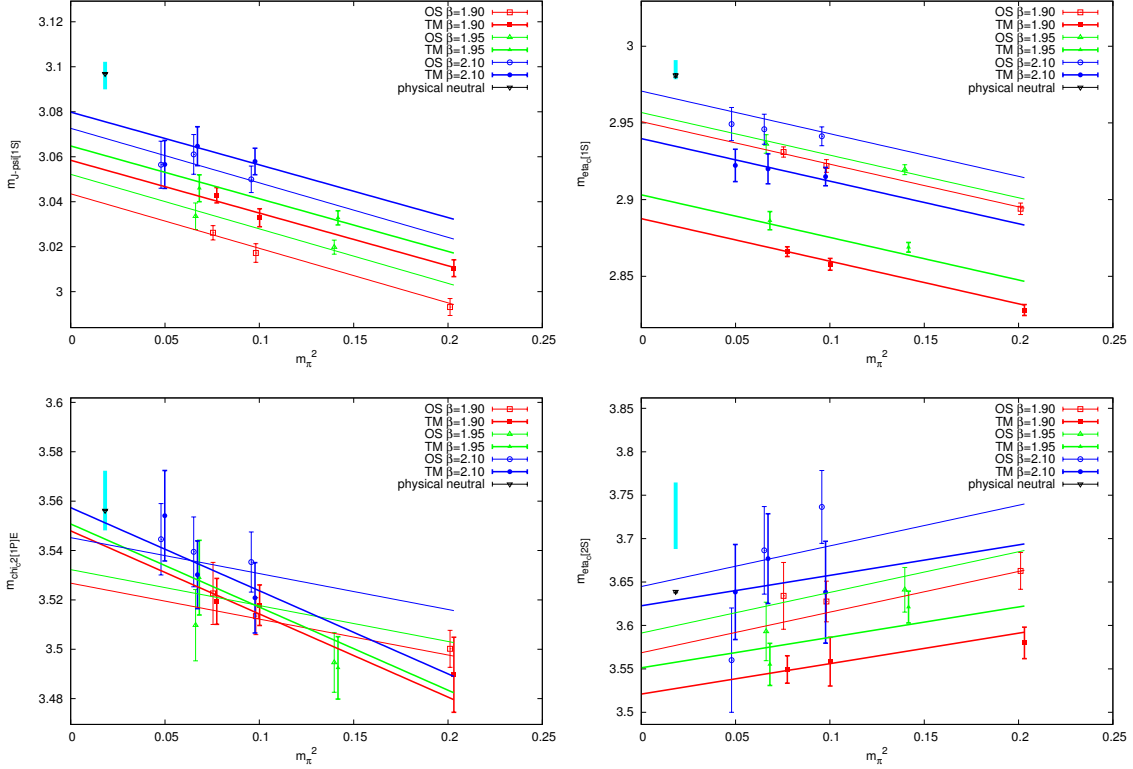 3.12
3.1
3.08
3.06
3.04
3.02
3
0
0.05
0.1
0.15
0.2
0.25
m_J-psi[1S]
m_π^2
OS β=1.90
TM β=1.90
OS β=1.95
TM β=1.95
OS β=2.10
TM β=2.10
physical neutral
3
2.95
2.9
2.85
0
0.05
0.1
0.15
0.2
0.25
m_eta_c[1S]
m_π^2
OS β=1.90
TM β=1.90
OS β=1.95
TM β=1.95
OS β=2.10
TM β=2.10
physical neutral
3.6
3.58
3.56
3.54
3.52
3.5
3.48
0
0.05
0.1
0.15
0.2
0.25
m_chi_c2[1P]E
m_π^2
OS β=1.90
TM β=1.90
OS β=1.95
TM β=1.95
OS β=2.10
TM β=2.10
physical neutral
3.85
3.8
3.75
3.7
3.65
3.6
3.55
3.5
0
0.05
0.1
0.15
0.2
0.25
m_eta_c[2S]
m_π^2
OS β=1.90
TM β=1.90
OS β=1.95
TM β=1.95
OS β=2.10
TM β=2.10
physical neutral